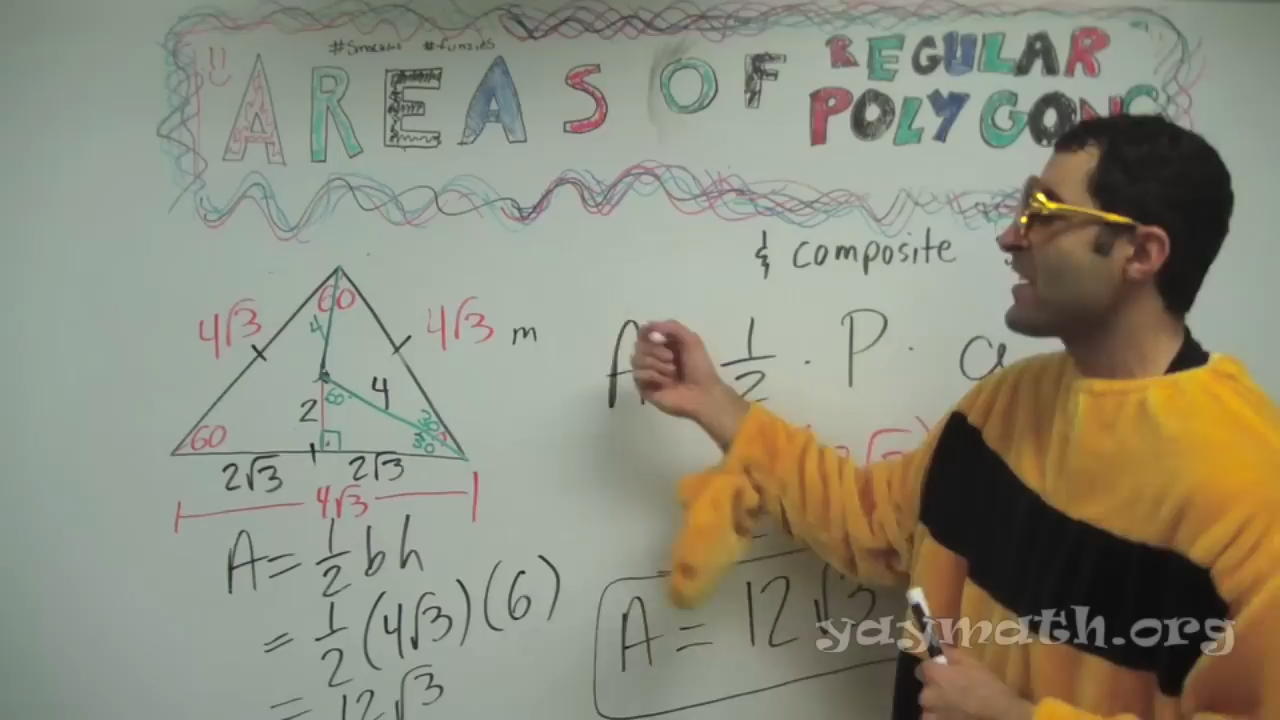 #funzies
AREAS OF REGULAR
POLYGONS
& composite
60
4√3
4
4√3 m
2
60
4
60
30
30
2√3
2√3
4√3
A = 1/2 bh
= 1/2 (4√3)(6)
= 12√3
A 1/2 · P · a
A = 12√3
yaymath.org